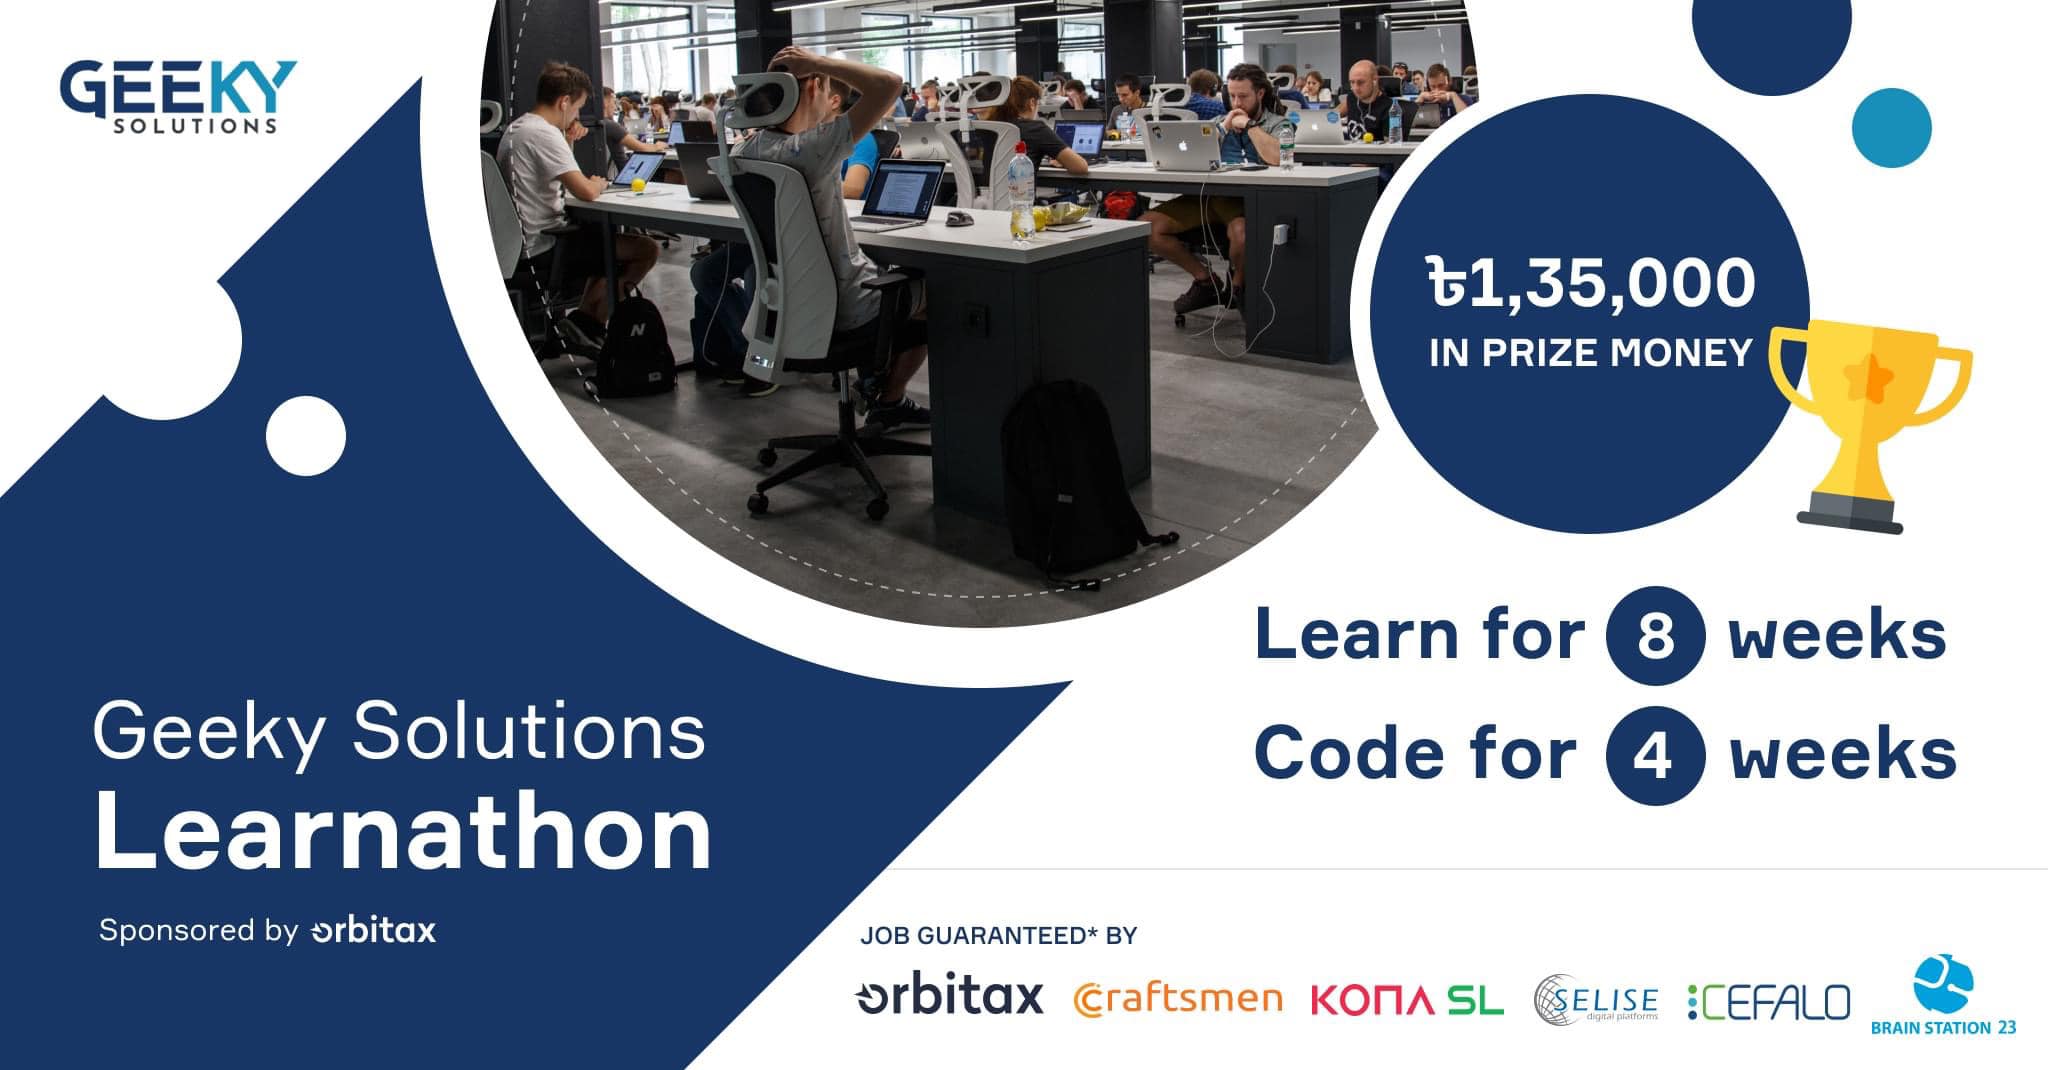 GEEKY
SOLUTIONS
৳1,35,000
IN PRIZE MONEY
Learn for 8 weeks
Code for 4 weeks
Geeky Solutions
Learnathon
Sponsored by orbitax
JOB GUARANTEED* BY
orbitax
craftsmen
KONA SL
SELISE
digital platforms
CEFALO
BRAIN STATION 23